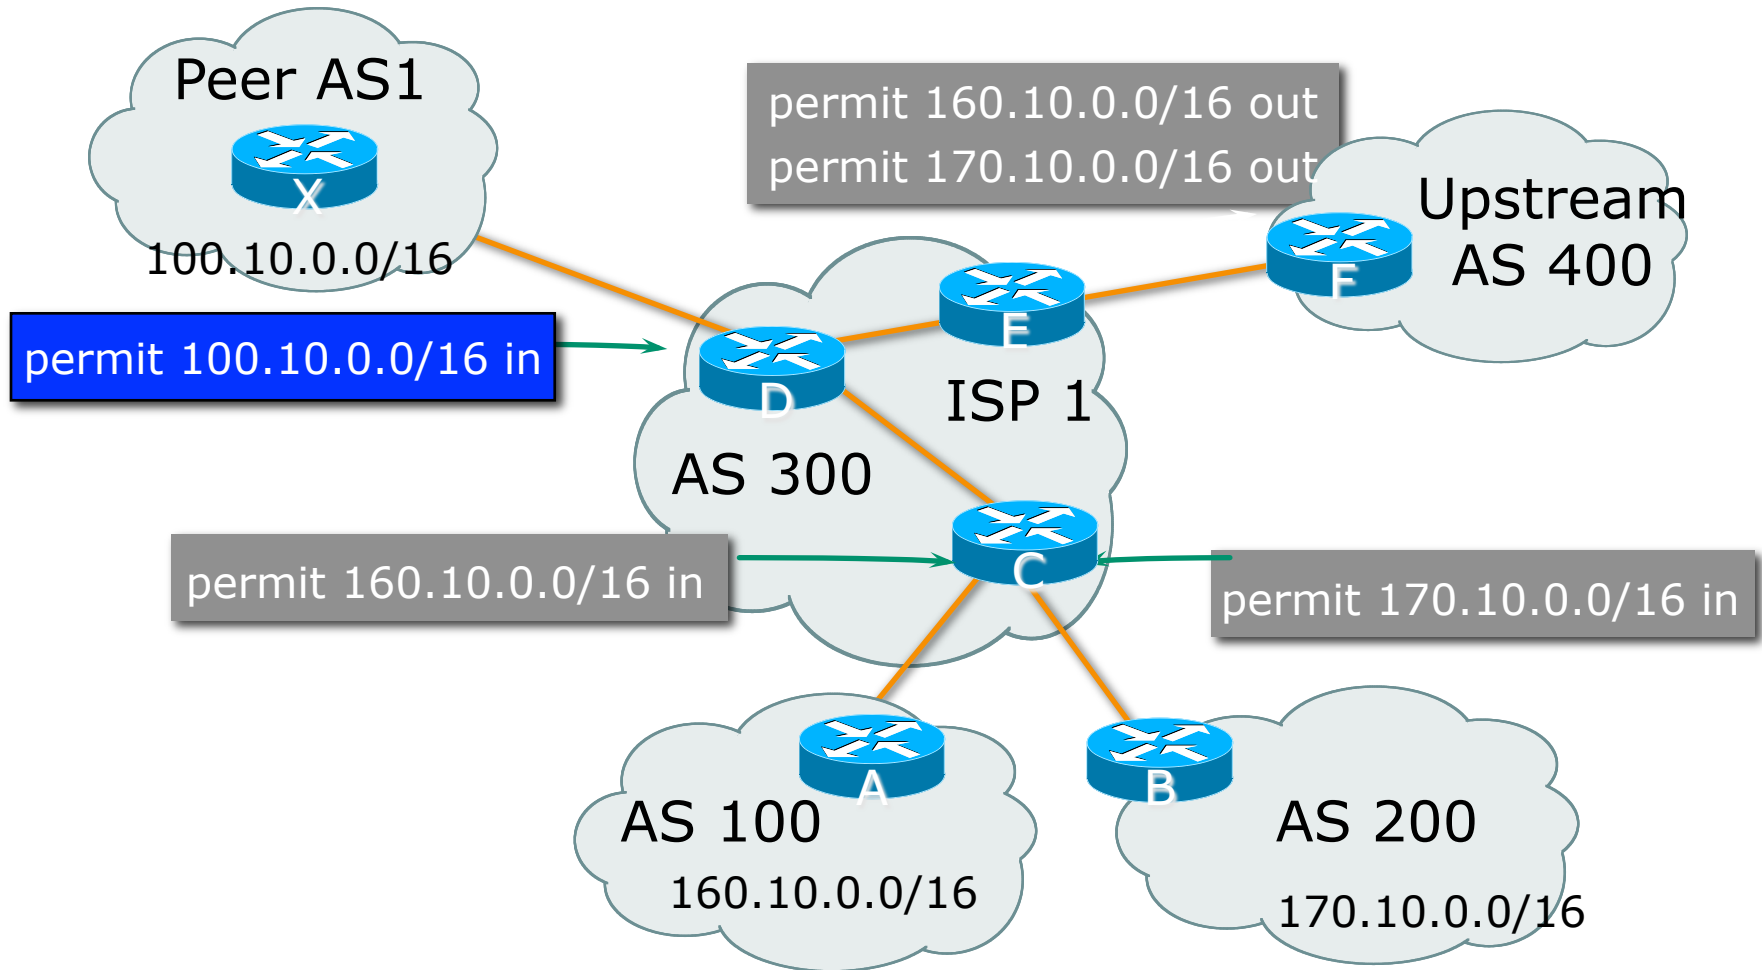 Peer AS1
X
100.10.0.0/16
permit 160.10.0.0/16 out
permit 170.10.0.0/16 out
Upstream
AS 400
F
E
permit 100.10.0.0/16 in
D
ISP 1
AS 300
permit 160.10.0.0/16 in
C
permit 170.10.0.0/16 in
A
AS 100
160.10.0.0/16
B
AS 200
170.10.0.0/16